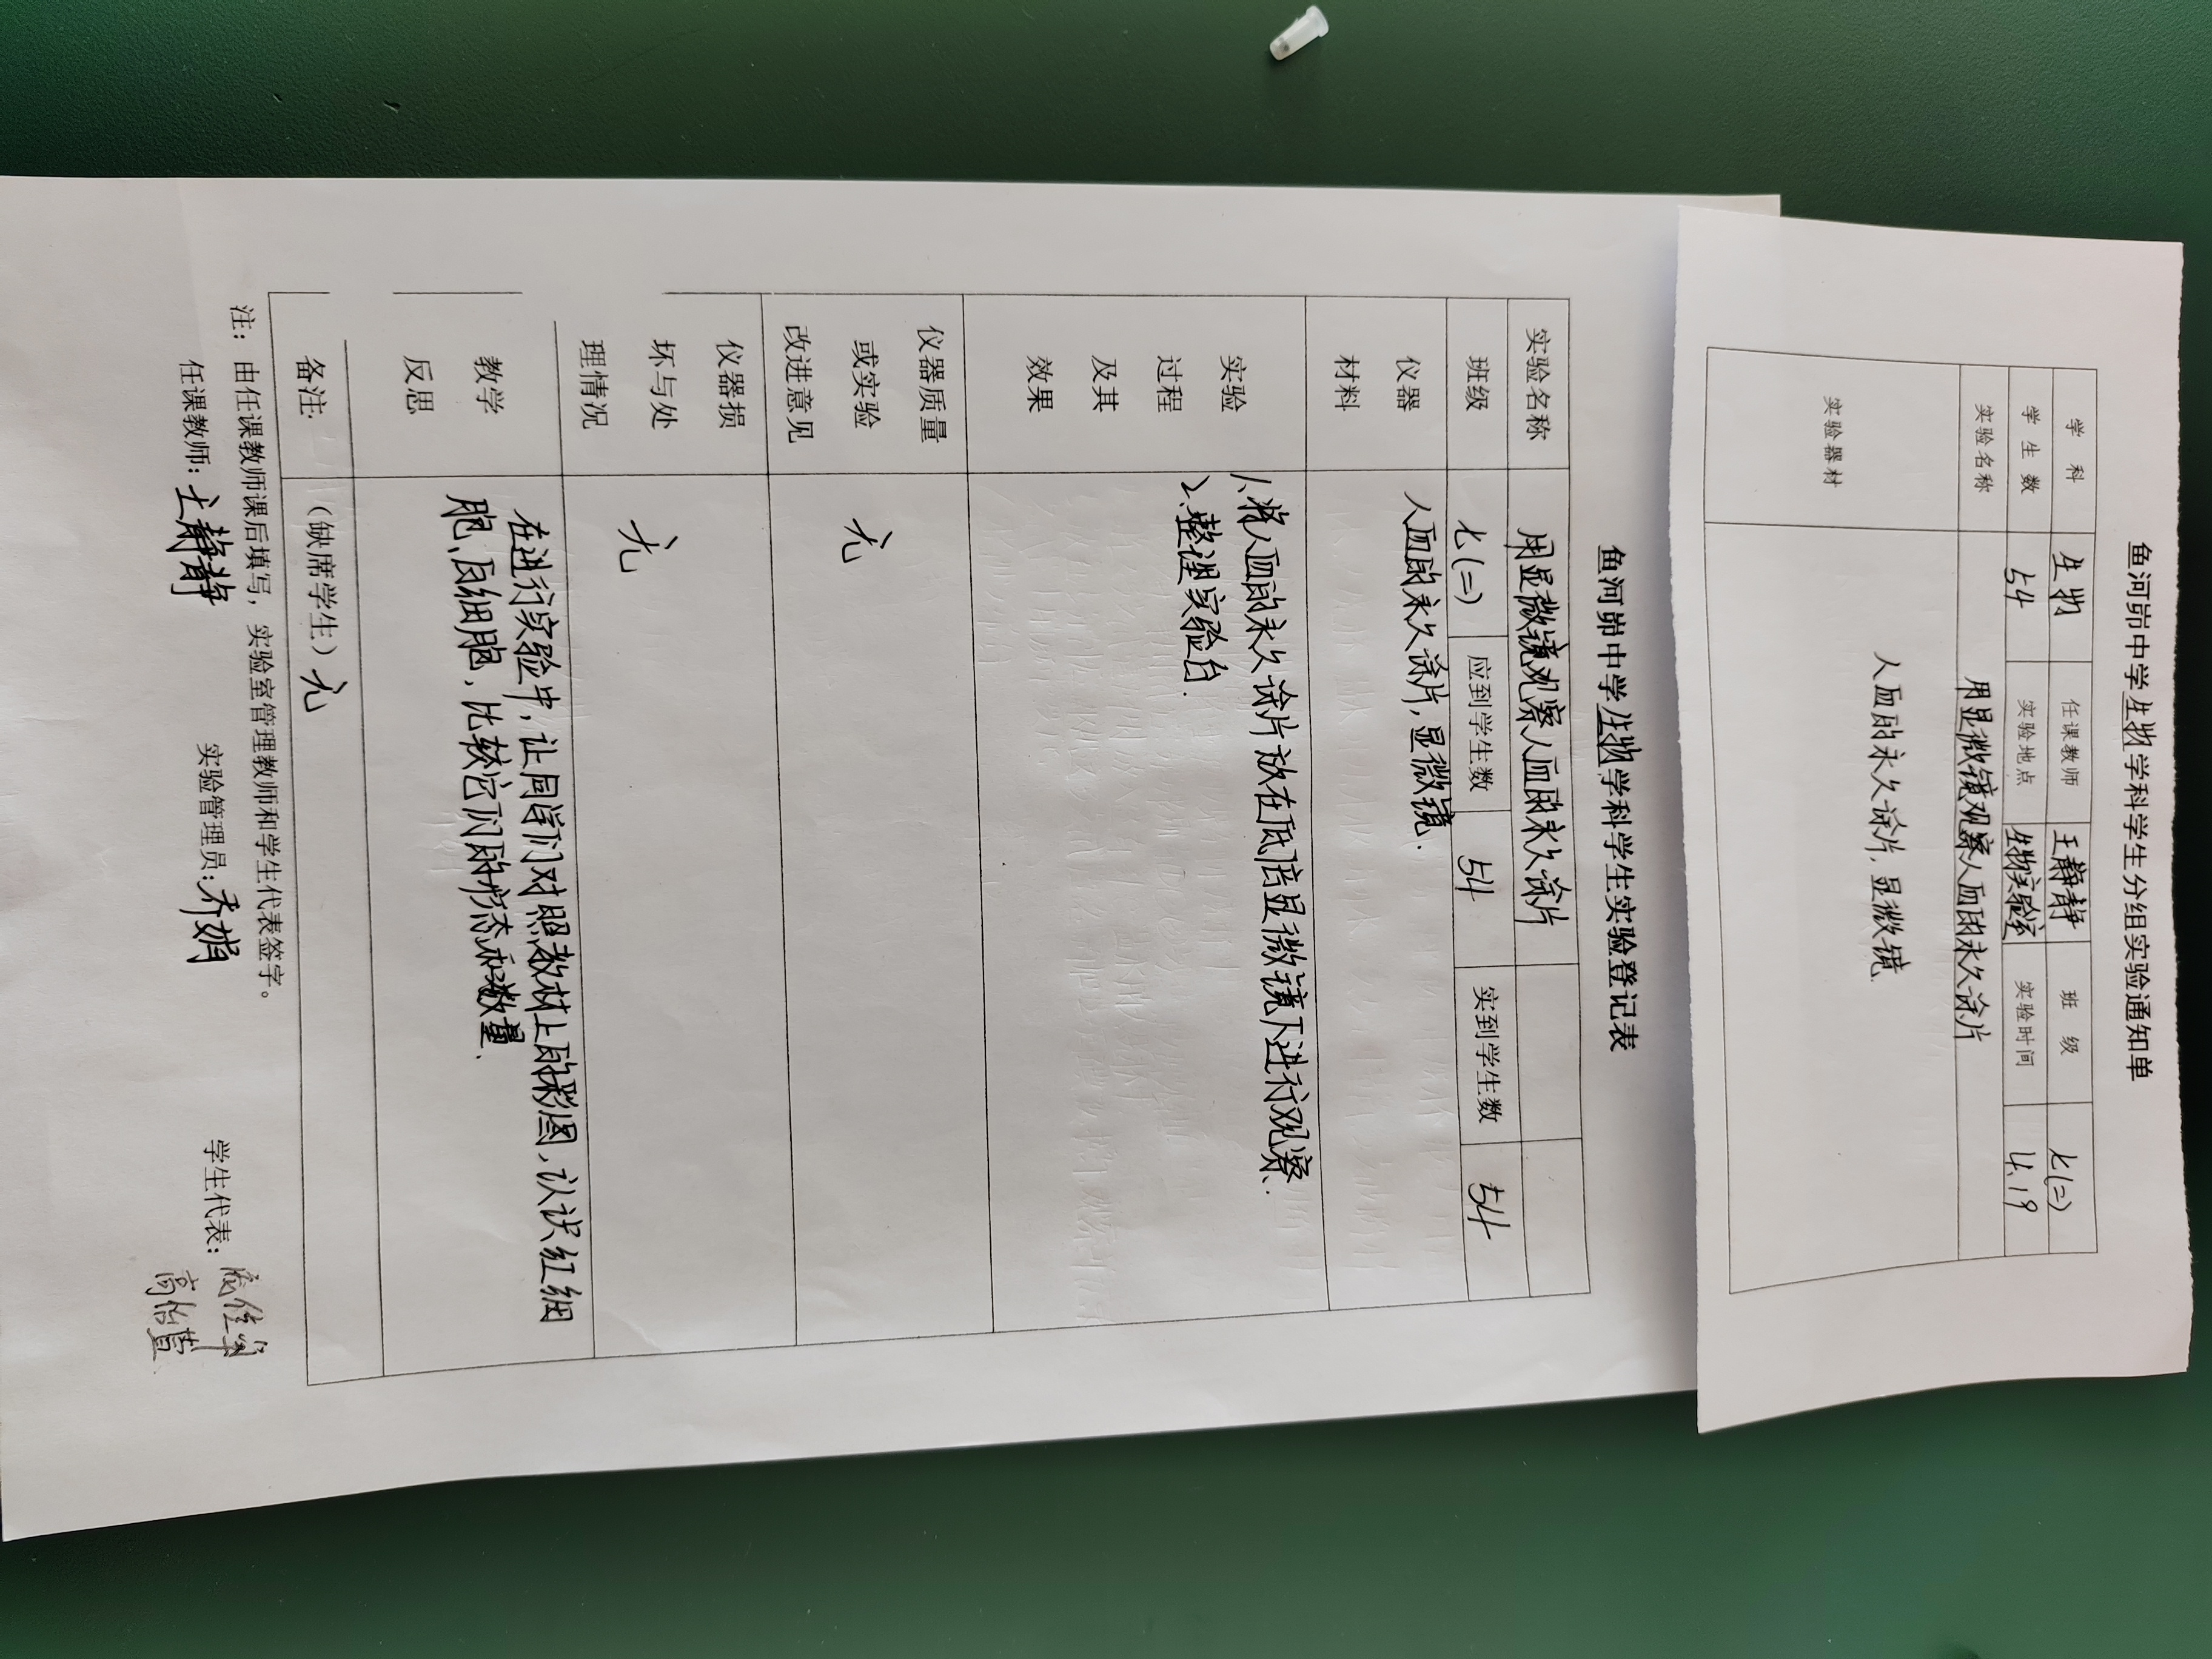 鱼河峁中学生物学科学生分组实验通知单
学 科 生物 任课教师 王静静 班 级 七(二)
学 生 数 54 实验地点 生物实验室 实验时间 4.19
实验名称 用显微镜观察人血的永久涂片
实验器材 人血的永久涂片,显微镜.
鱼河峁中学生物学科学生实验登记表
实验名称 用显微镜观察人血的永久涂片
班级 七(二) 应到学生数 54 实到学生数 54
仪器
材料
人血的永久涂片,显微镜.
实验
过程
及其
效果
1、将人血的永久涂片放在低倍显微镜下进行观察.
2、整理实验台.
仪器质量
或实验
改进意见
无
仪器损
坏与处
理情况
无
教学
反思
在进行实验中,让同学们对照教材上的彩图,认识红细
胞、白细胞,比较它们的形态和数量、
备注: (缺席学生)无
注: 由任课教师课后填写,实验室管理教师和学生代表签字。
任课教师: 王静静 实验管理员: 乔娟 学生代表:
高怡萱